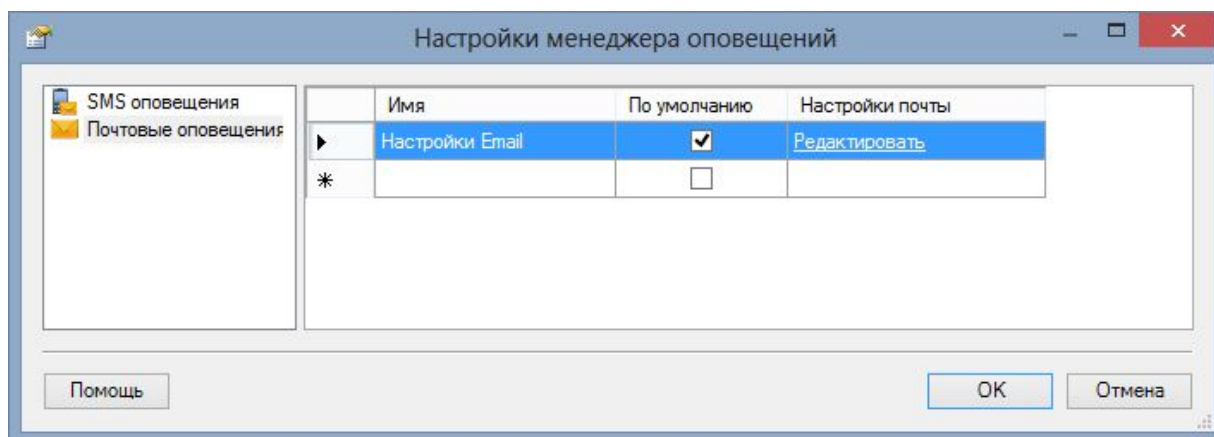 Настройки менеджера оповещений
SMS оповещения
Почтовые оповещения
Имя По умолчанию Настройки почты
Настройки Email Редактировать
Помощь OK Отмена